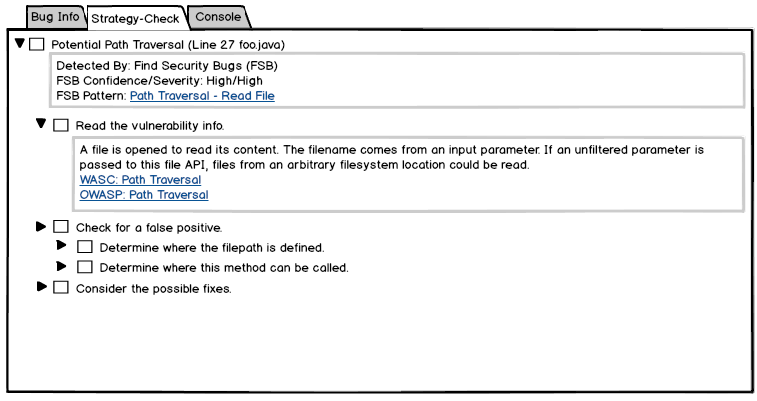 Bug Info
Strategy-Check
Console
Potential Path Traversal (Line 27 foo.java)
Detected By: Find Security Bugs (FSB)
FSB Confidence/Severity: High/High
FSB Pattern: Path Traversal - Read File
Read the vulnerability info.
A file is opened to read its content. The filename comes from an input parameter. If an unfiltered parameter is
passed to this file API, files from an arbitrary filesystem location could be read.
WASC: Path Traversal
OWASP: Path Traversal
Check for a false positive.
Determine where the filepath is defined.
Determine where this method can be called.
Consider the possible fixes.